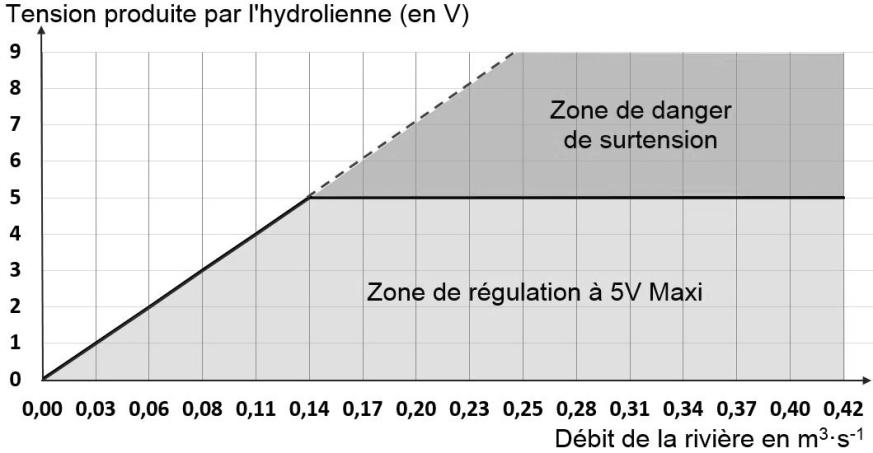 Tension produite par l'hydrolienne (en V)
9
8
7
6
5
4
3
2
1
0
Zone de danger
de surtension
Zone de régulation à 5V Maxi
0,00 0,03 0,06 0,08 0,11 0,14 0,17 0,20 0,23 0,25 0,28 0,31 0,34 0,37 0,40 0,42
Débit de la rivière en m³·s⁻¹